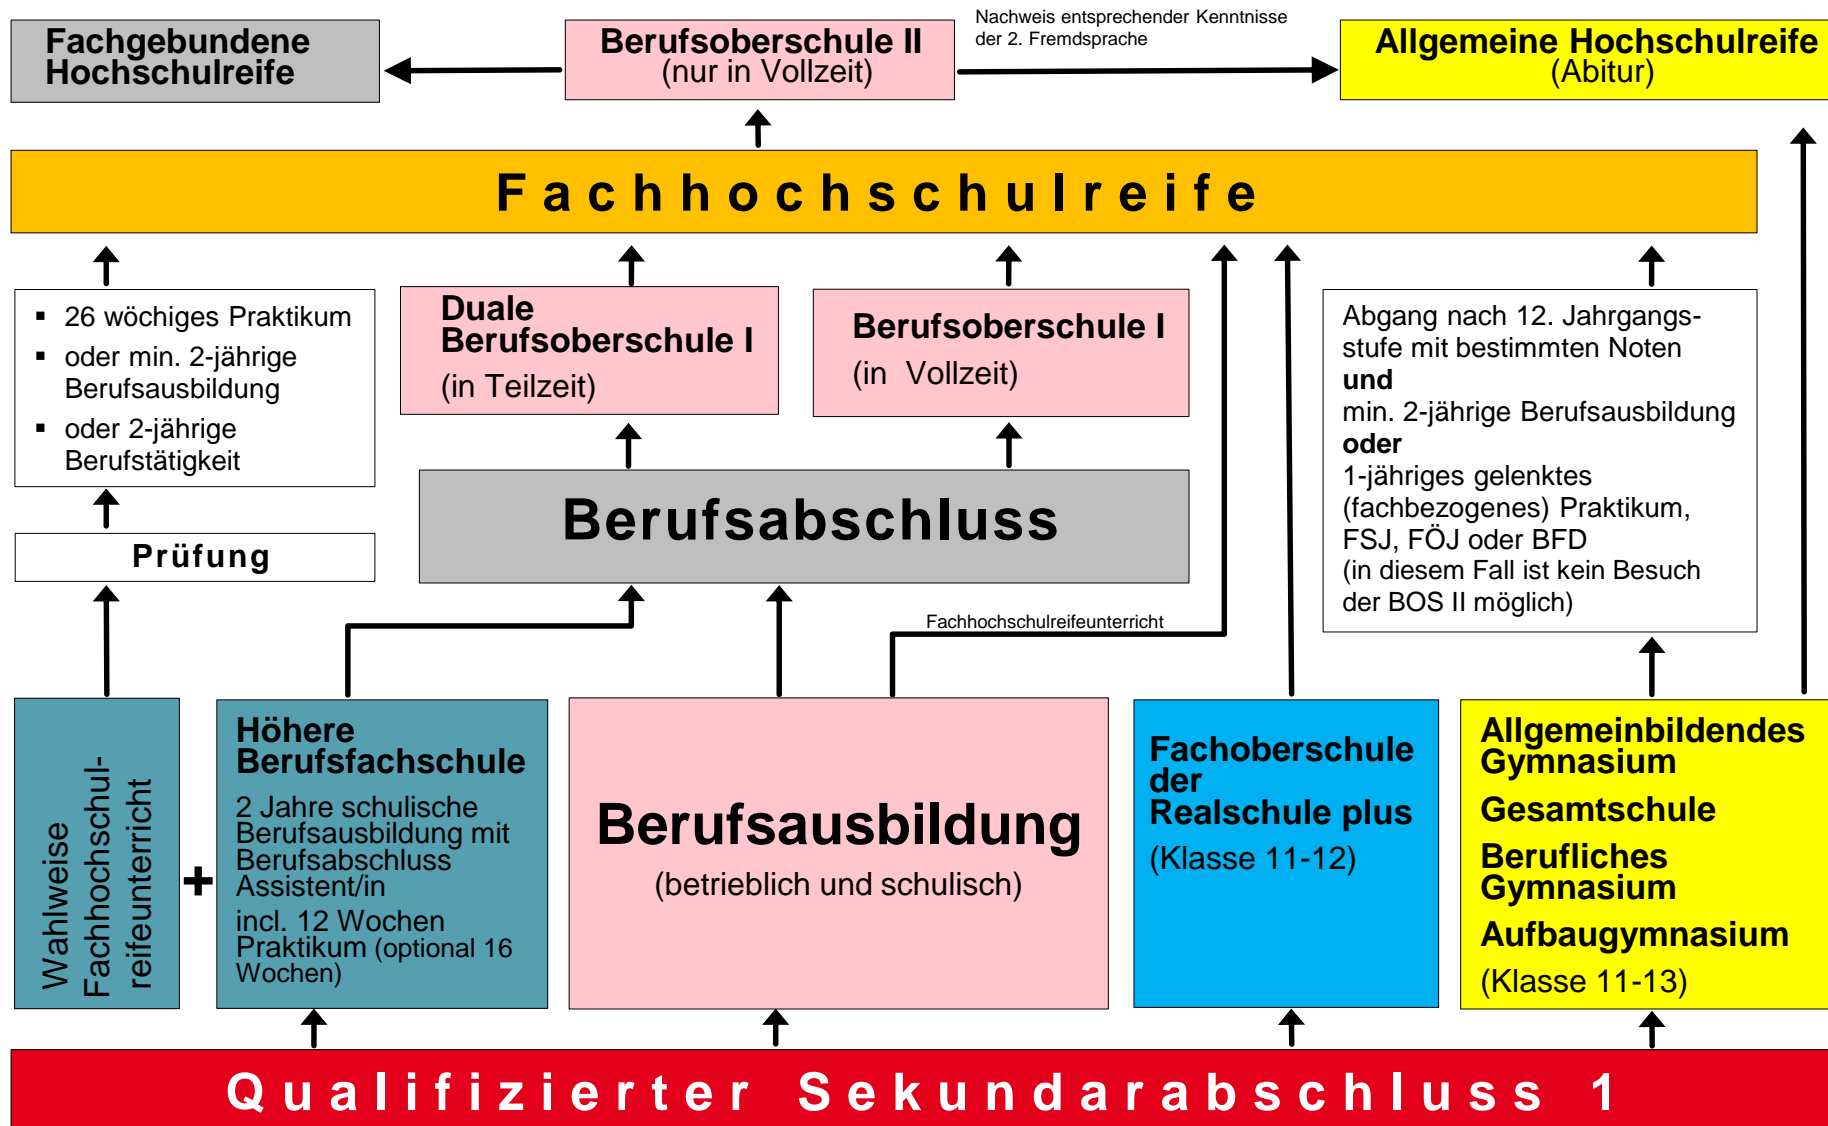 Fachgebundene
Hochschulreife
Berufsoberschule II
(nur in Vollzeit)
Nachweis entsprechender Kenntnisse
der 2. Fremdsprache
Allgemeine Hochschulreife
(Abitur)
Fachhochschulreife
▪ 26 wöchiges Praktikum
▪ oder min. 2-jährige
Berufsausbildung
▪ oder 2-jährige
Berufstätigkeit
Duale
Berufsoberschule I
(in Teilzeit)
Berufsoberschule I
(in Vollzeit)
Abgang nach 12. Jahrgangs-
stufe mit bestimmten Noten
und
min. 2-jährige Berufsausbildung
oder
1-jähriges gelenktes
(fachbezogenes) Praktikum,
FSJ, FÖJ oder BFD
(in diesem Fall ist kein Besuch
der BOS II möglich)
Berufsabschluss
Prüfung
Fachhochschulreifeunterricht
Wahlweise
Fachhochschul-
reifeunterricht
+
Höhere
Berufsfachschule
2 Jahre schulische
Berufsausbildung mit
Berufsabschluss
Assistent/in
incl. 12 Wochen
Praktikum (optional 16
Wochen)
Berufsausbildung
(betrieblich und schulisch)
Fachoberschule
der
Realschule plus
(Klasse 11-12)
Allgemeinbildendes
Gymnasium
Gesamtschule
Berufliches
Gymnasium
Aufbaugymnasium
(Klasse 11-13)
Qualifizierter Sekundarabschluss 1